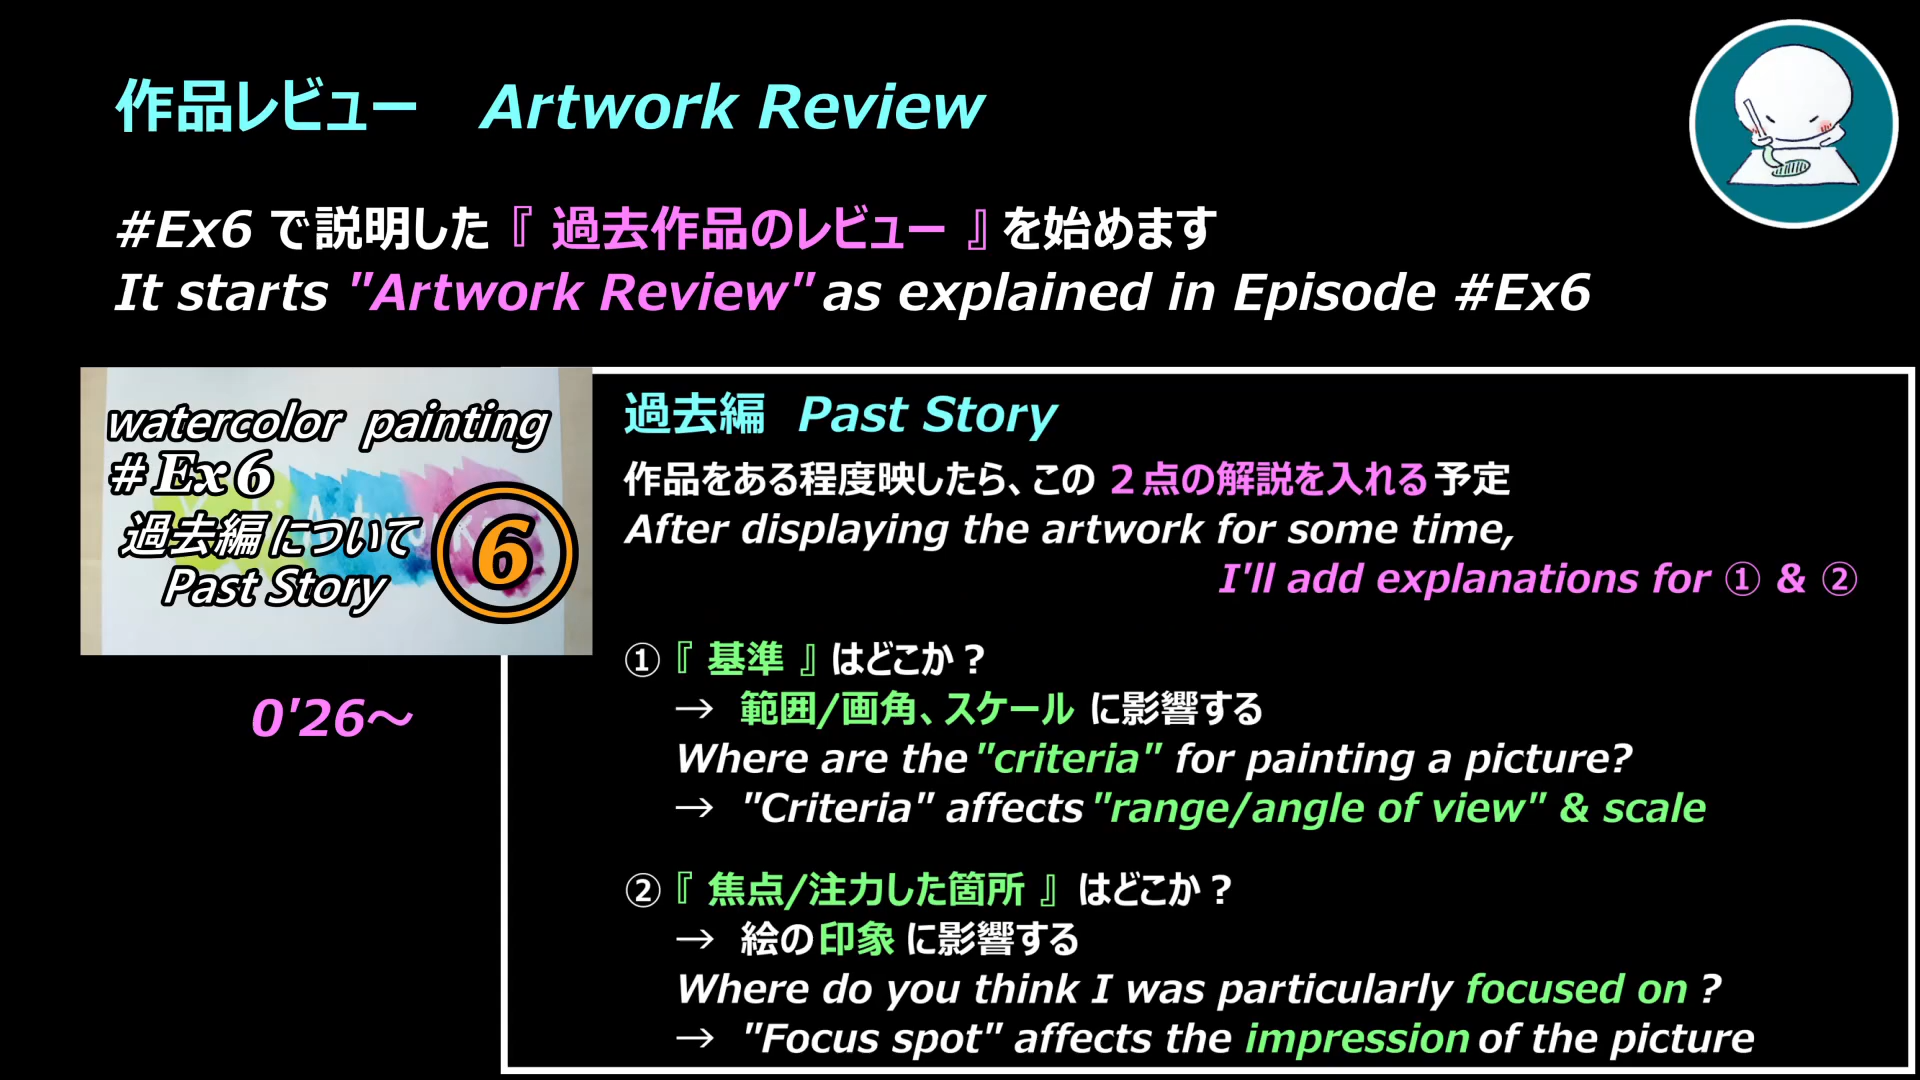 作品レビュー Artwork Review
#Ex6 で説明した『 過去作品のレビュー 』を始めます
It starts "Artwork Review" as explained in Episode #Ex6
watercolor painting
#Ex6
過去編について
Past Story
6
0'26～
過去編 Past Story
作品をある程度映したら、この２点の解説を入れる予定
After displaying the artwork for some time,
I'll add explanations for ① & ②
①『 基準 』はどこか？
→ 範囲/画角、スケール に影響する
Where are the "criteria" for painting a picture?
→ "Criteria" affects "range/angle of view" & scale
②『 焦点/注力した箇所 』はどこか？
→ 絵の印象に影響する
Where do you think I was particularly focused on ?
→ "Focus spot" affects the impression of the picture